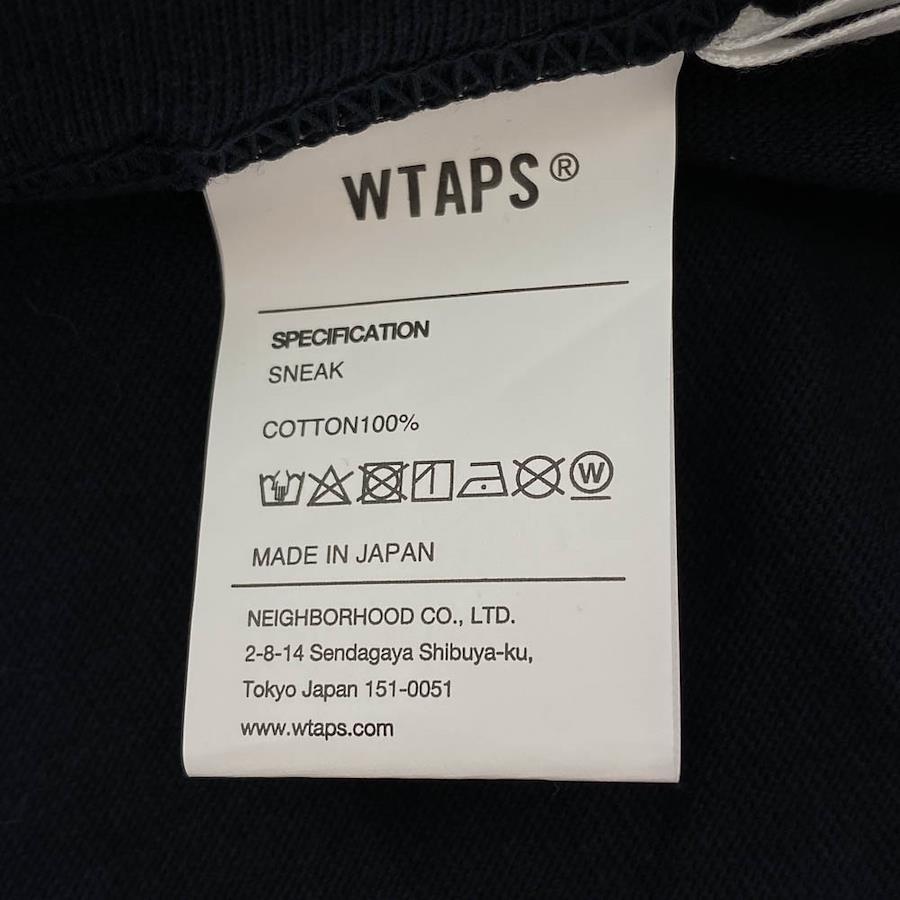 WTAPS®
SPECIFICATION
SNEAK
COTTON100%
W
MADE IN JAPAN
NEIGHBORHOOD CO., LTD.
2-8-14 Sendagaya Shibuya-ku,
Tokyo Japan 151-0051
www.wtaps.com